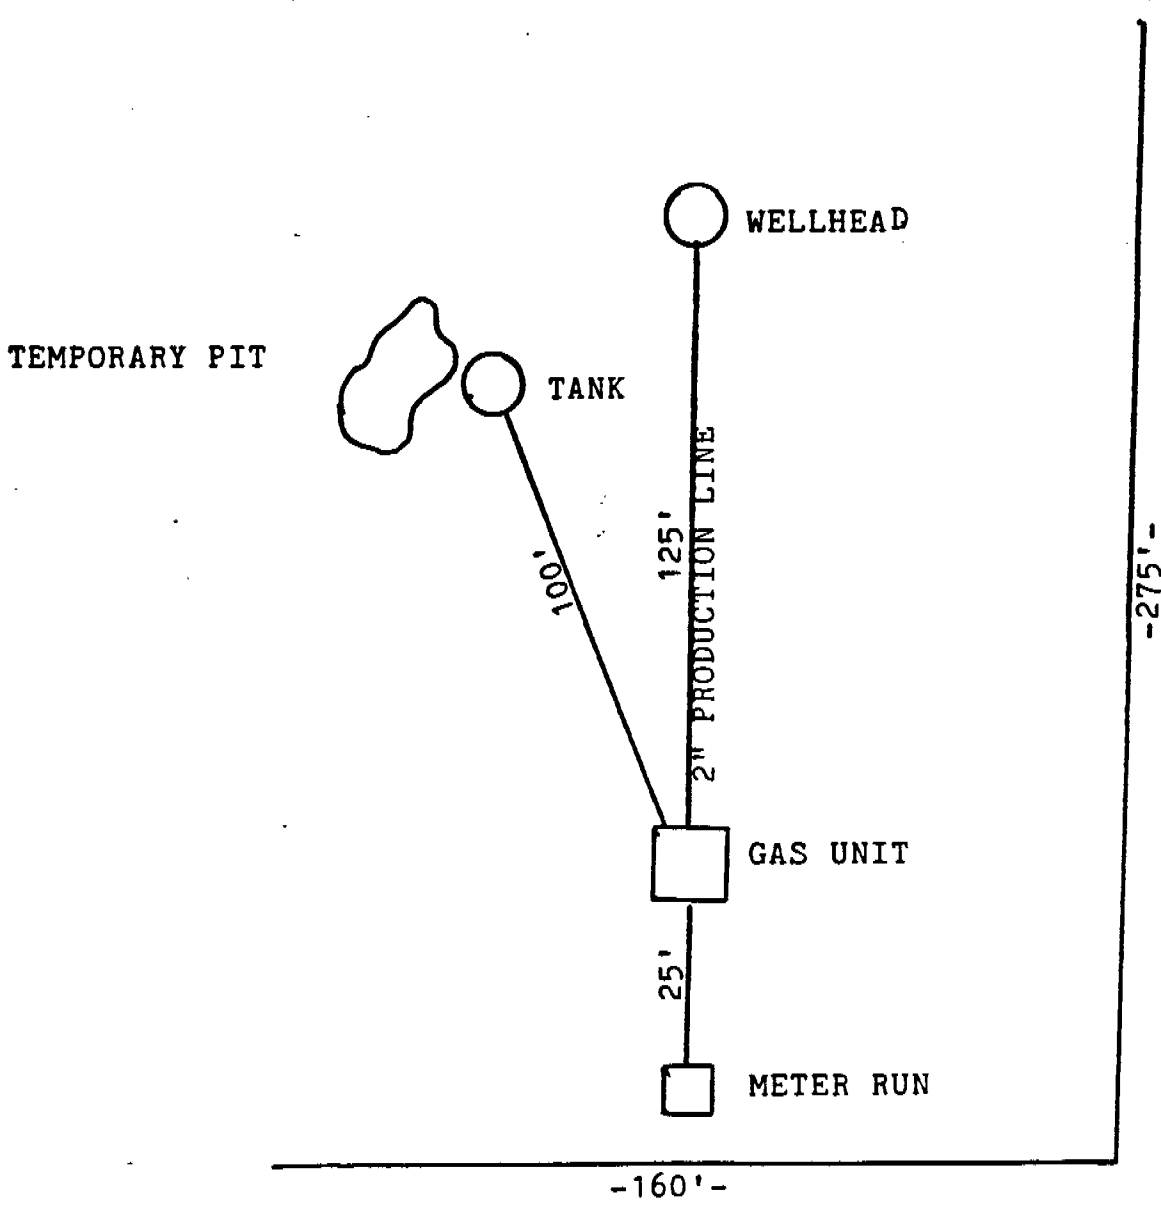 WELLHEAD
TEMPORARY PIT
TANK
100'
125'
2" PRODUCTION LINE
-275'-
GAS UNIT
25'
METER RUN
-160'-